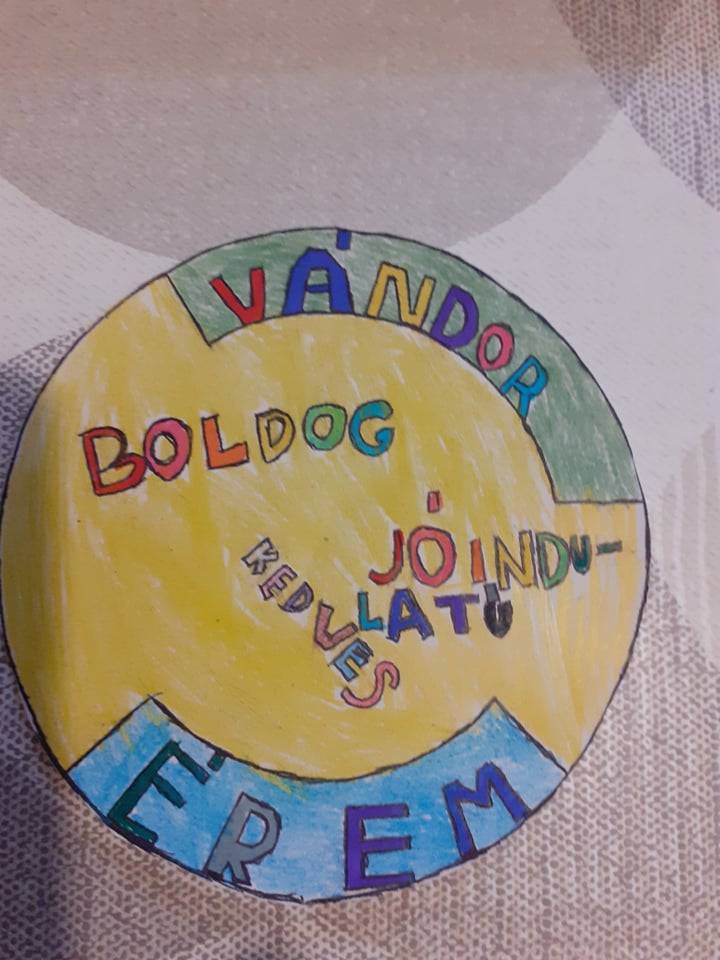 VÁNDOR
BOLDOG
JÓINDU-
LATÚ
KEDVES
ÉREM